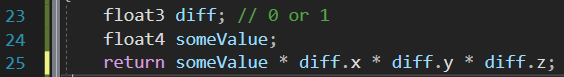 23 float3 diff; // 0 or 1
24 float4 someValue;
25 return someValue * diff.x * diff.y * diff.z;